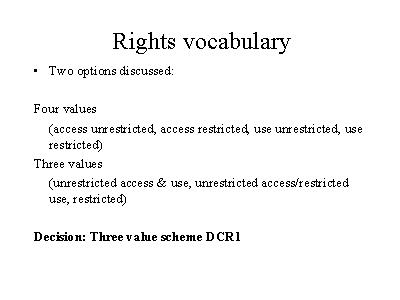 Rights vocabulary
• Two options discussed:
Four values
(access unrestricted, access restricted, use unrestricted, use
restricted)
Three values
(unrestricted access & use, unrestricted access/restricted
use, restricted)
Decision: Three value scheme DCR1